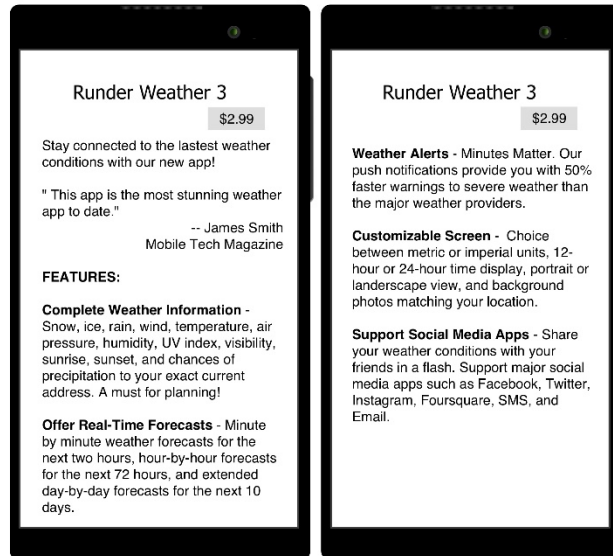 Runder Weather 3
$2.99
Stay connected to the lastest weather
conditions with our new app!
" This app is the most stunning weather
app to date."
-- James Smith
Mobile Tech Magazine
FEATURES:
Complete Weather Information -
Snow, ice, rain, wind, temperature, air
pressure, humidity, UV index, visibility,
sunrise, sunset, and chances of
precipitation to your exact current
address. A must for planning!
Offer Real-Time Forecasts - Minute
by minute weather forecasts for the
next two hours, hour-by-hour forecasts
for the next 72 hours, and extended
day-by-day forecasts for the next 10
days.
Runder Weather 3
$2.99
Weather Alerts - Minutes Matter. Our
push notifications provide you with 50%
faster warnings to severe weather than
the major weather providers.
Customizable Screen -  Choice
between metric or imperial units, 12-
hour or 24-hour time display, portrait or
landerscape view, and background
photos matching your location.
Support Social Media Apps - Share
your weather conditions with your
friends in a flash. Support major social
media apps such as Facebook, Twitter,
Instagram, Foursquare, SMS, and
Email.